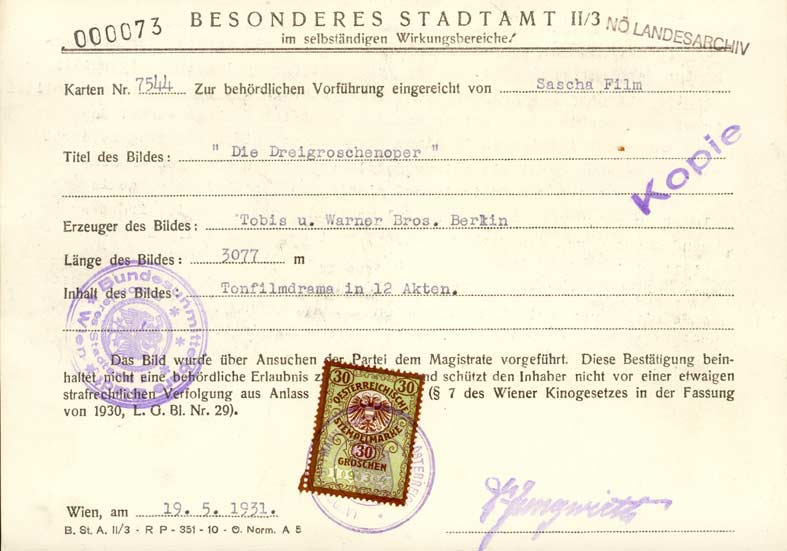 000073
BESONDERES STADTAMT II/3
NÖ LANDESARCHIV
im selbständigen Wirkungsbereiche!
Karten Nr. 7544 Zur behördlichen Vorführung eingereicht von Sascha Film
Titel des Bildes: " Die Dreigroschenoper "
Kopie
Erzeuger des Bildes: Tobis u. Warner Bros. Berlin
Länge des Bildes: 3077 m
Inhalt des Bildes: Tonfilmdrama in 12 Akten.
Bundesunmittelb
Wien
Das Bild wurde über Ansuchen der Partei dem Magistrate vorgeführt. Diese Bestätigung bein-
haltet nicht eine behördliche Erlaubnis und schützt den Inhaber nicht vor einer etwaigen
strafrechtlichen Verfolgung aus Anlass (§ 7 des Wiener Kinogesetzes in der Fassung
von 1930, L. G. Bl. Nr. 29).
30 30
OESTERREICHISCHE
STEMPELMARKE
30
GROSCHEN
Wien, am 19. 5. 1931.
B. St. A. II/3 - R P - 351 - 10 - Ö. Norm. A 5